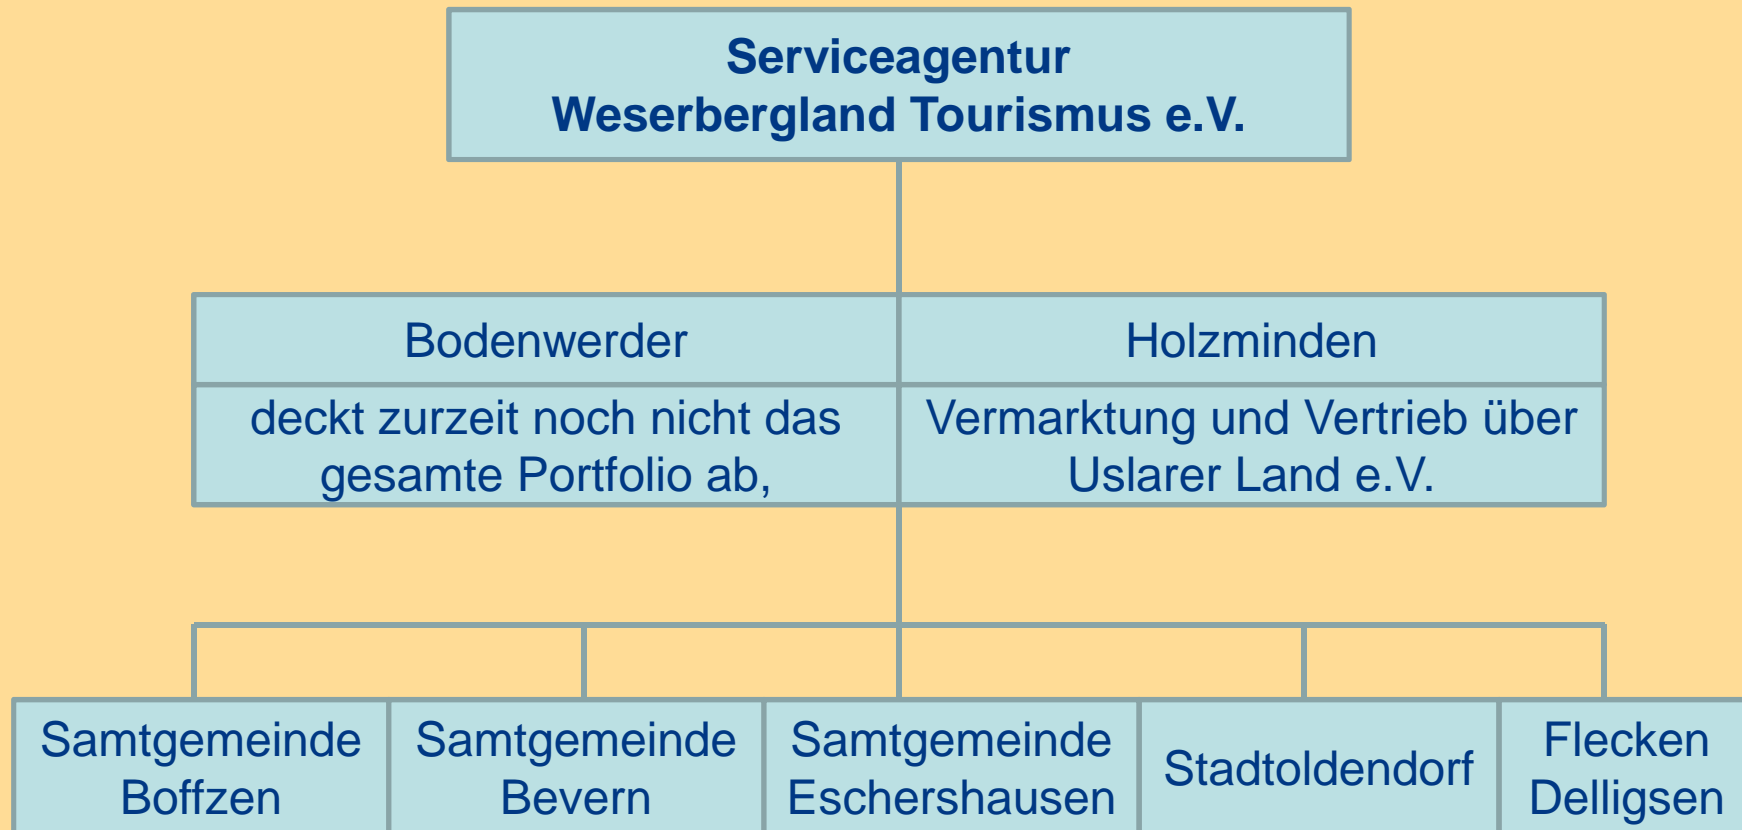 Serviceagentur
Weserbergland Tourismus e.V.
Bodenwerder
Holzminden
deckt zurzeit noch nicht das
gesamte Portfolio ab,
Vermarktung und Vertrieb über
Uslarer Land e.V.
Samtgemeinde
Boffzen
Samtgemeinde
Bevern
Samtgemeinde
Eschershausen
Stadtoldendorf
Flecken
Delligsen